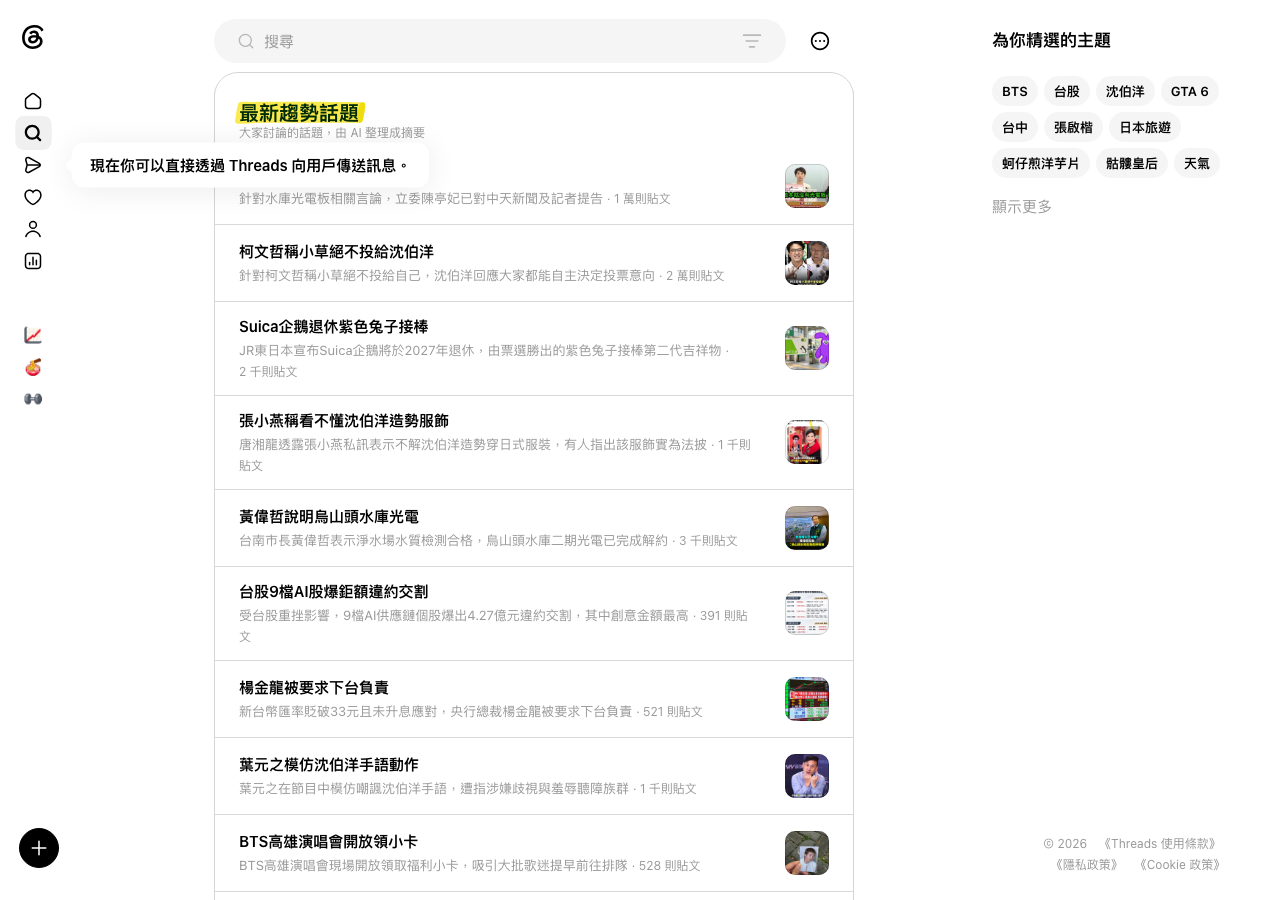 搜尋
最新趨勢話題
大家討論的話題，由 AI 整理成摘要
現在你可以直接透過 Threads 向用戶傳送訊息。
針對水庫光電板相關言論，立委陳亭妃已對中天新聞及記者提告 · 1 萬則貼文
柯文哲稱小草絕不投給沈伯洋
針對柯文哲稱小草絕不投給自己，沈伯洋回應大家都能自主決定投票意向 · 2 萬則貼文
Suica企鵝退休紫色兔子接棒
JR東日本宣布Suica企鵝將於2027年退休，由票選勝出的紫色兔子接棒第二代吉祥物 ·
2 千則貼文
張小燕稱看不懂沈伯洋造勢服飾
唐湘龍透露張小燕私訊表示不解沈伯洋造勢穿日式服裝，有人指出該服飾實為法披 · 1 千則
貼文
黃偉哲說明烏山頭水庫光電
台南市長黃偉哲表示淨水場水質檢測合格，烏山頭水庫二期光電已完成解約 · 3 千則貼文
台股9檔AI股爆鉅額違約交割
受台股重挫影響，9檔AI供應鏈個股爆出4.27億元違約交割，其中創意金額最高 · 391 則貼
文
楊金龍被要求下台負責
新台幣匯率貶破33元且未升息應對，央行總裁楊金龍被要求下台負責 · 521 則貼文
葉元之模仿沈伯洋手語動作
葉元之在節目中模仿嘲諷沈伯洋手語，遭指涉嫌歧視與羞辱聽障族群 · 1 千則貼文
BTS高雄演唱會開放領小卡
BTS高雄演唱會現場開放領取福利小卡，吸引大批歌迷提早前往排隊 · 528 則貼文
為你精選的主題
BTS 台股 沈伯洋 GTA 6
台中 張啟楷 日本旅遊
蚵仔煎洋芋片 骷髏皇后 天氣
顯示更多
© 2026 《Threads 使用條款》
《隱私政策》 《Cookie 政策》